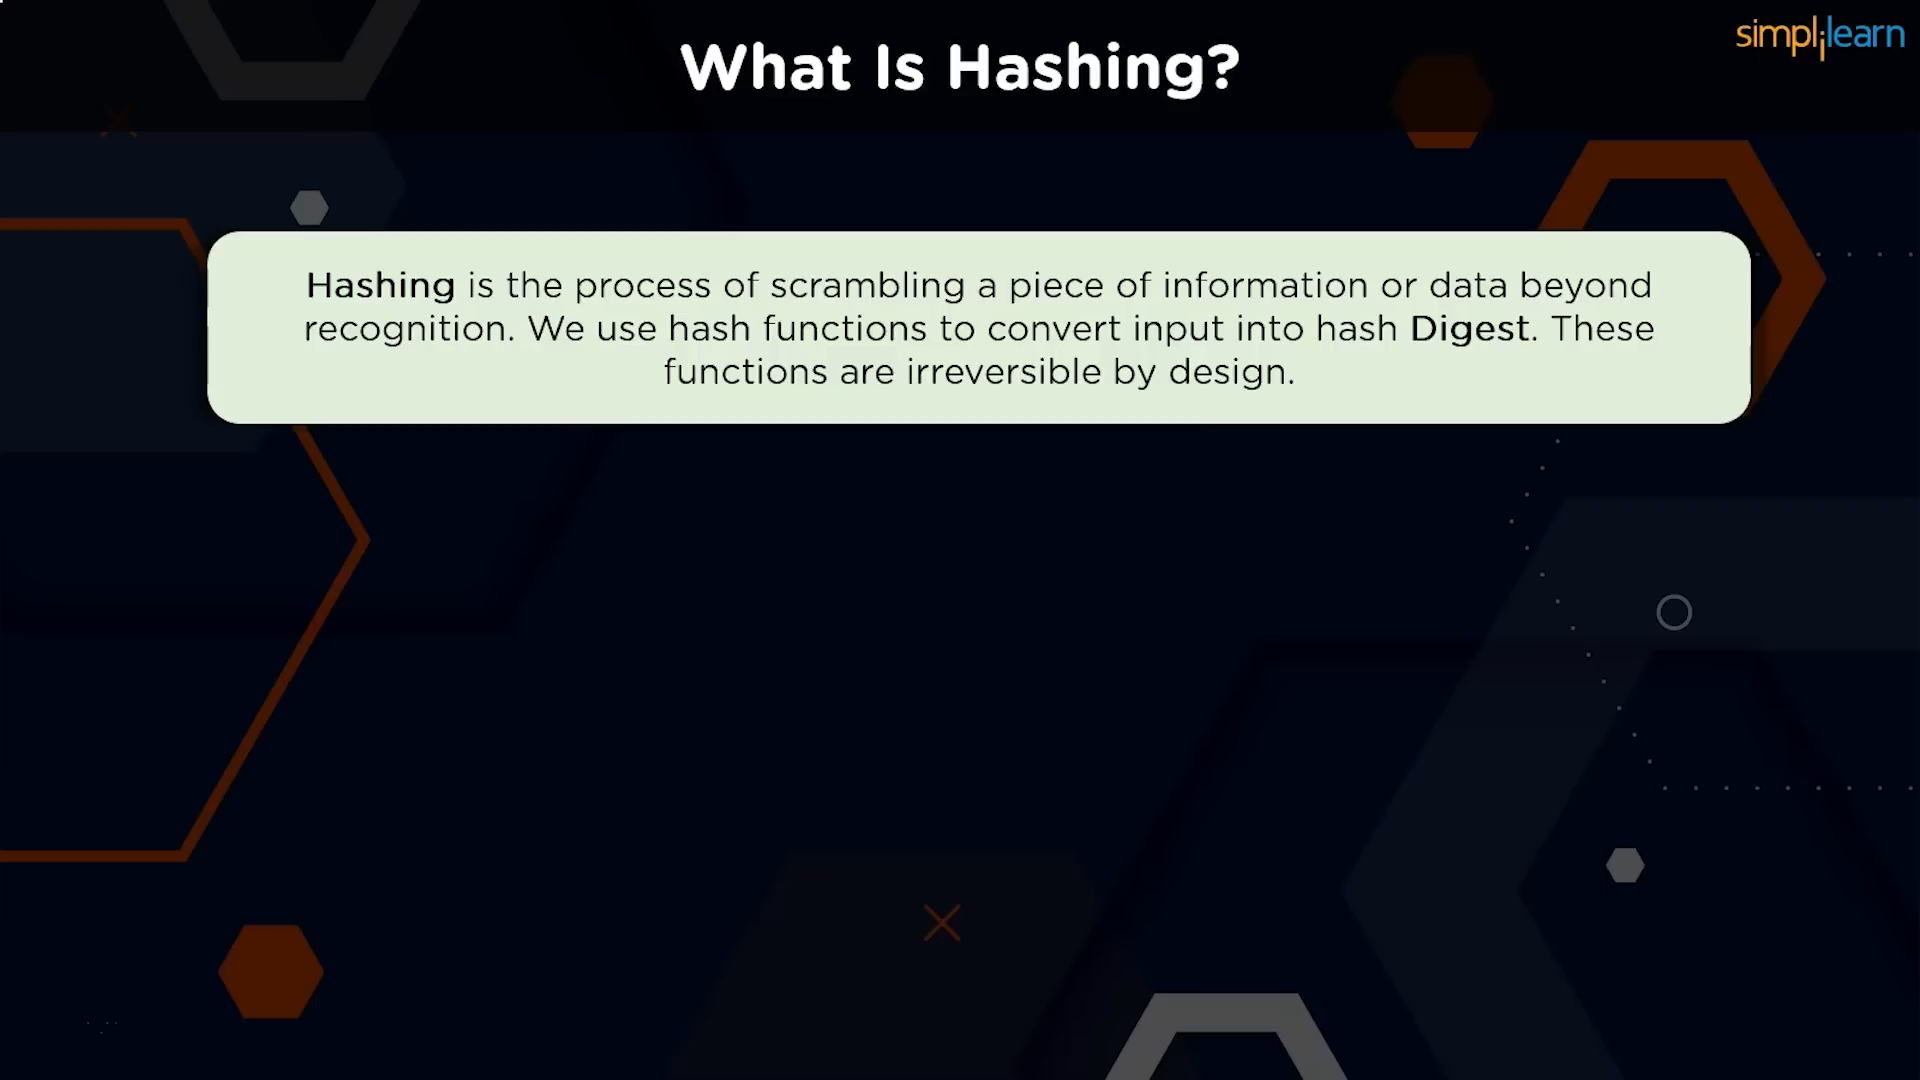 What Is Hashing?
simplilearn
Hashing is the process of scrambling a piece of information or data beyond
recognition. We use hash functions to convert input into hash Digest. These
functions are irreversible by design.